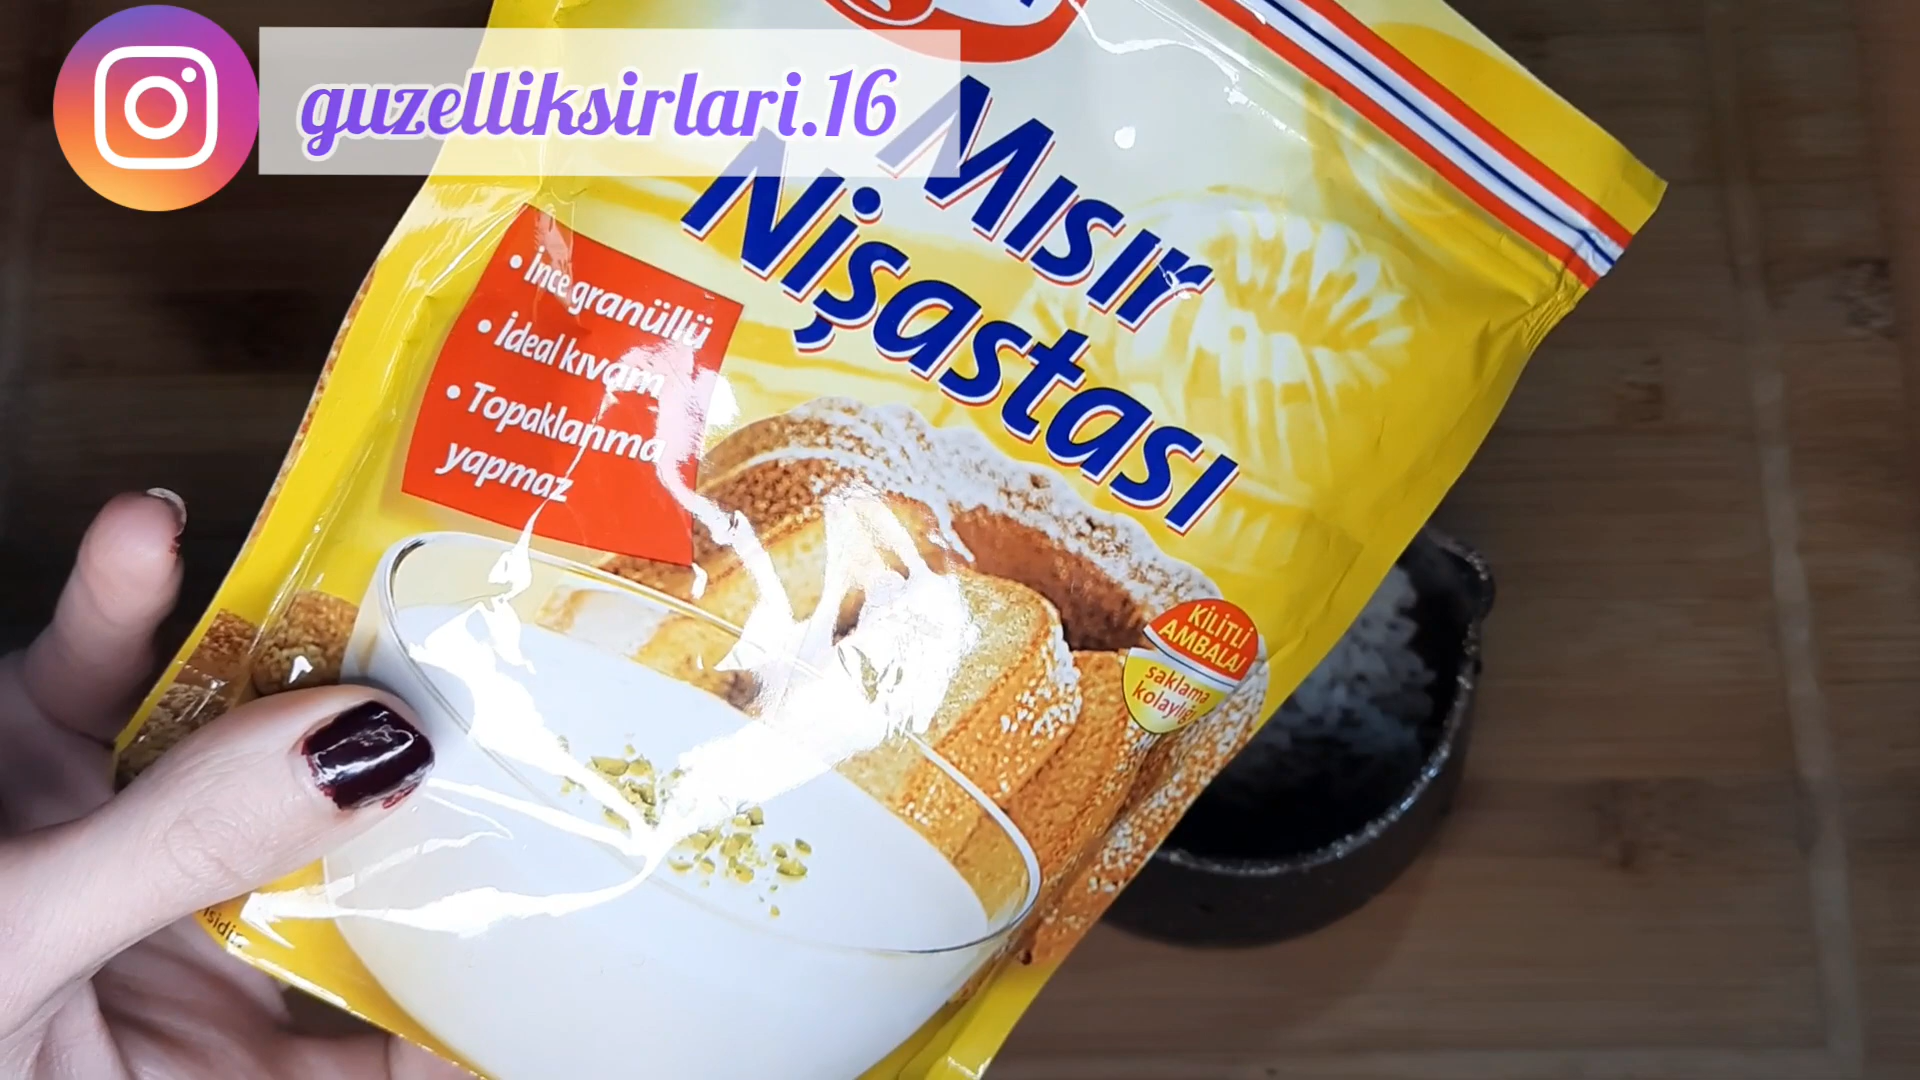 guzelliksirlari.16
Mısır
Nişastası
• İnce granüllü
• İdeal kıvam
• Topaklanma
yapmaz
KİLİTLİ
AMBALAJ
saklama
kolaylığı